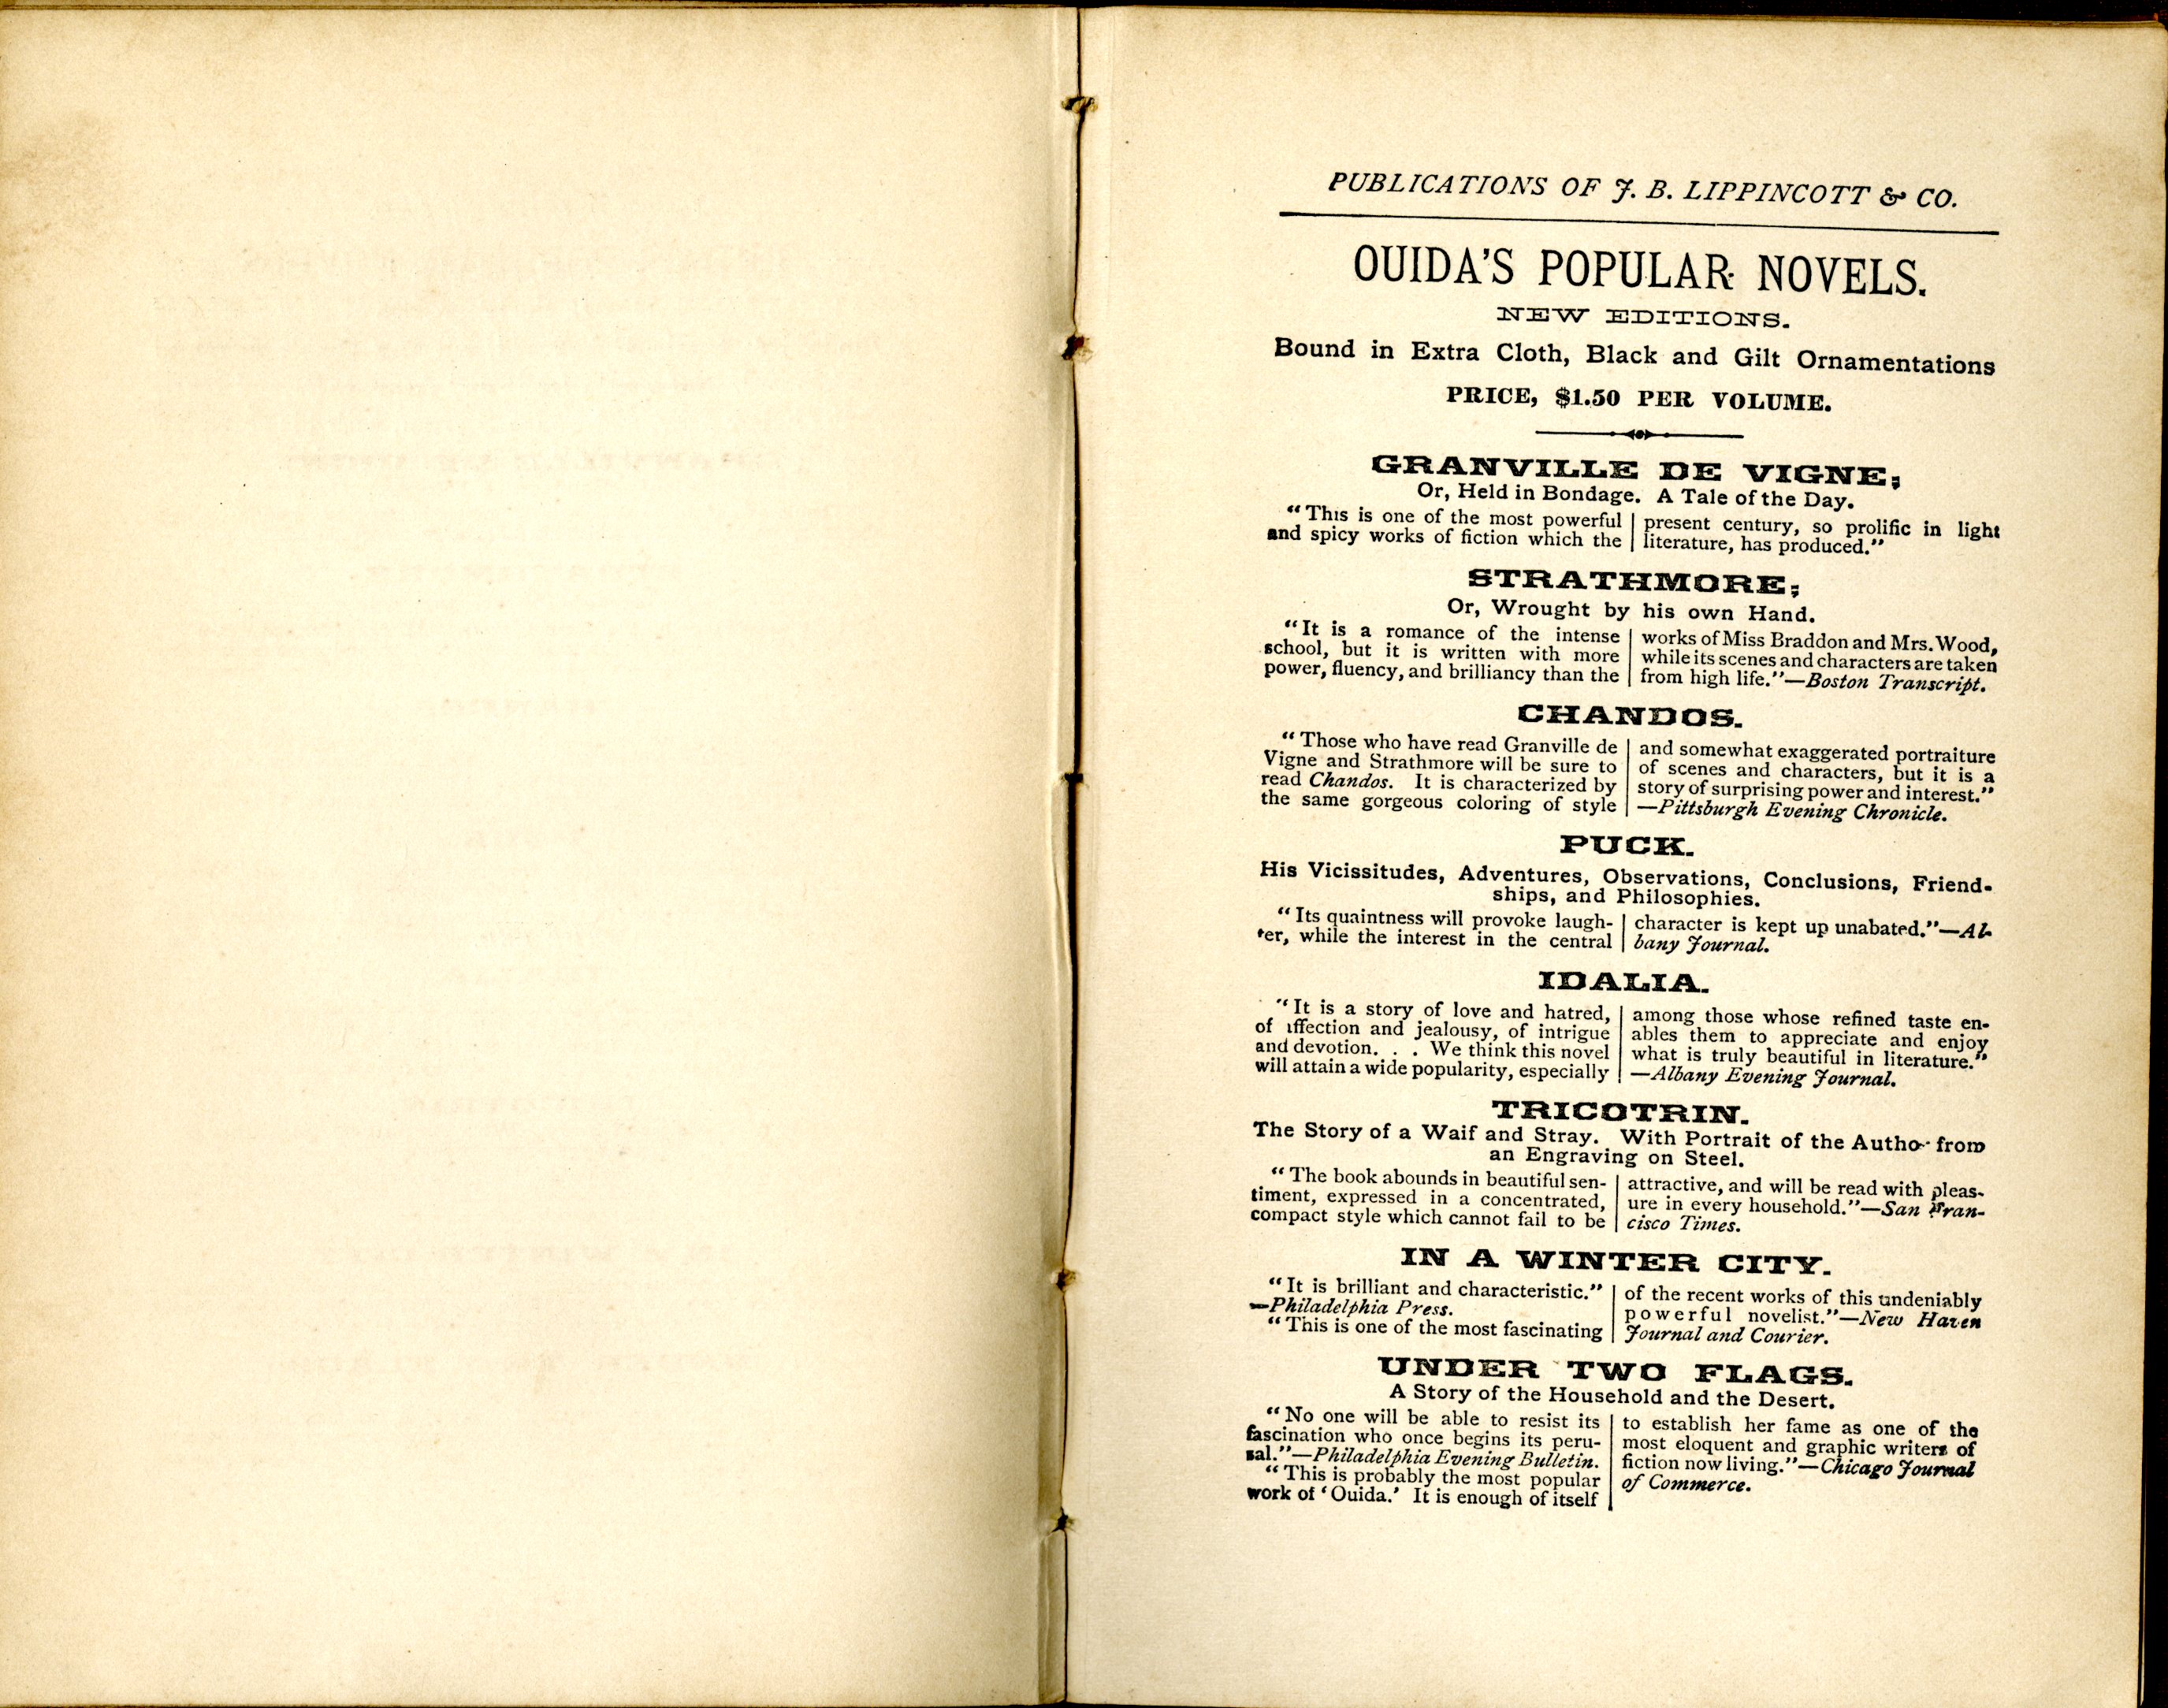 PUBLICATIONS OF J. B. LIPPINCOTT & CO.
OUIDA'S POPULAR NOVELS.
NEW EDITIONS.
Bound in Extra Cloth, Black and Gilt Ornamentations
PRICE, $1.50 PER VOLUME.
GRANVILLE DE VIGNE;
Or, Held in Bondage. A Tale of the Day.
"This is one of the most powerful
and spicy works of fiction which the
present century, so prolific in light
literature, has produced."
STRATHMORE;
Or, Wrought by his own Hand.
"It is a romance of the intense
school, but it is written with more
power, fluency, and brilliancy than the
works of Miss Braddon and Mrs. Wood,
while its scenes and characters are taken
from high life."—Boston Transcript.
CHANDOS.
"Those who have read Granville de
Vigne and Strathmore will be sure to
read Chandos. It is characterized by
the same gorgeous coloring of style
and somewhat exaggerated portraiture
of scenes and characters, but it is a
story of surprising power and interest."
—Pittsburgh Evening Chronicle.
PUCK.
His Vicissitudes, Adventures, Observations, Conclusions, Friend-
ships, and Philosophies.
"Its quaintness will provoke laugh-
ter, while the interest in the central
character is kept up unabated."—Al-
bany Journal.
IDALIA.
"It is a story of love and hatred,
of affection and jealousy, of intrigue
and devotion. . . We think this novel
will attain a wide popularity, especially
among those whose refined taste en-
ables them to appreciate and enjoy
what is truly beautiful in literature."
—Albany Evening Journal.
TRICOTRIN.
The Story of a Waif and Stray. With Portrait of the Author from
an Engraving on Steel.
"The book abounds in beautiful sen-
timent, expressed in a concentrated,
compact style which cannot fail to be
attractive, and will be read with pleas-
ure in every household."—San Fran-
cisco Times.
IN A WINTER CITY.
"It is brilliant and characteristic."
—Philadelphia Press.
"This is one of the most fascinating
of the recent works of this undeniably
powerful novelist."—New Haven
Journal and Courier.
UNDER TWO FLAGS.
A Story of the Household and the Desert.
"No one will be able to resist its
fascination who once begins its peru-
sal."—Philadelphia Evening Bulletin.
"This is probably the most popular
work of 'Ouida.' It is enough of itself
to establish her fame as one of the
most eloquent and graphic writers of
fiction now living."—Chicago Journal
of Commerce.